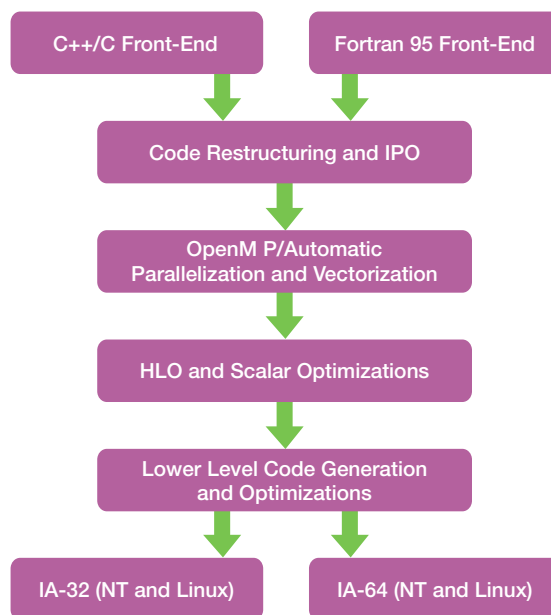 C++/C Front-End
Fortran 95 Front-End
Code Restructuring and IPO
OpenM P/Automatic
Parallelization and Vectorization
HLO and Scalar Optimizations
Lower Level Code Generation
and Optimizations
IA-32 (NT and Linux)
IA-64 (NT and Linux)